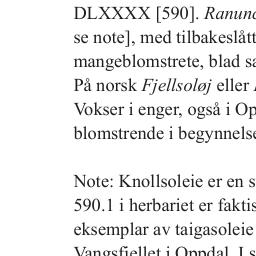 DLXXXX [590]. Ranunc
se note], med tilbakeslått
mangeblomstrete, blad sa
På norsk Fjellsoløj eller
Vokser i enger, også i Op
blomstrende i begynnelse
Note: Knollsoleie er en s
590.1 i herbariet er faktis
eksemplar av taigasoleie
Vangsfjellet i Oppdal. I s